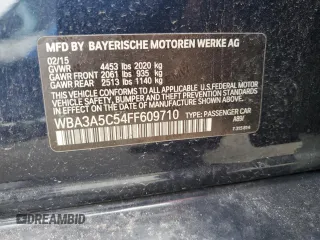 MFD BY BAYERISCHE MOTOREN WERKE AG
02/15
GVWR 4453 lbs 2020 kg
GAWR FRONT 2061 lbs 935 kg
GAWR REAR 2513 lbs 1140 kg
THIS VEHICLE CONFORMS TO ALL APPLICABLE U.S. FEDERAL MOTOR
VEHICLE SAFETY, BUMPER, AND THEFT PREVENTION STANDARDS IN
EFFECT ON THE DATE OF MANUFACTURE SHOWN ABOVE.
WBA3A5C54FF609710
TYPE: PASSENGER CAR
DREAMBID